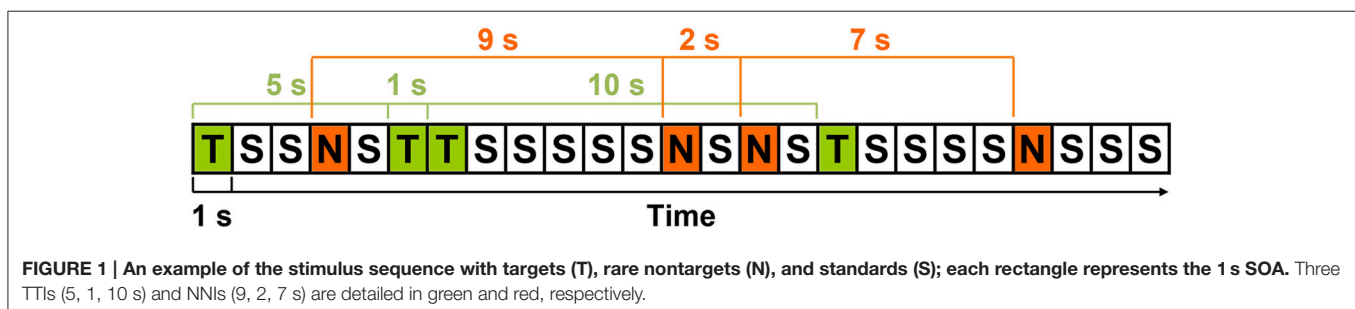 9 s 2 s 7 s
5 s 1 s 10 s
T S S N S T T S S S S S N S N S T S S S S N S S S
1 s Time
FIGURE 1 | An example of the stimulus sequence with targets (T), rare nontargets (N), and standards (S); each rectangle represents the 1 s SOA. Three
TTIs (5, 1, 10 s) and NNIs (9, 2, 7 s) are detailed in green and red, respectively.